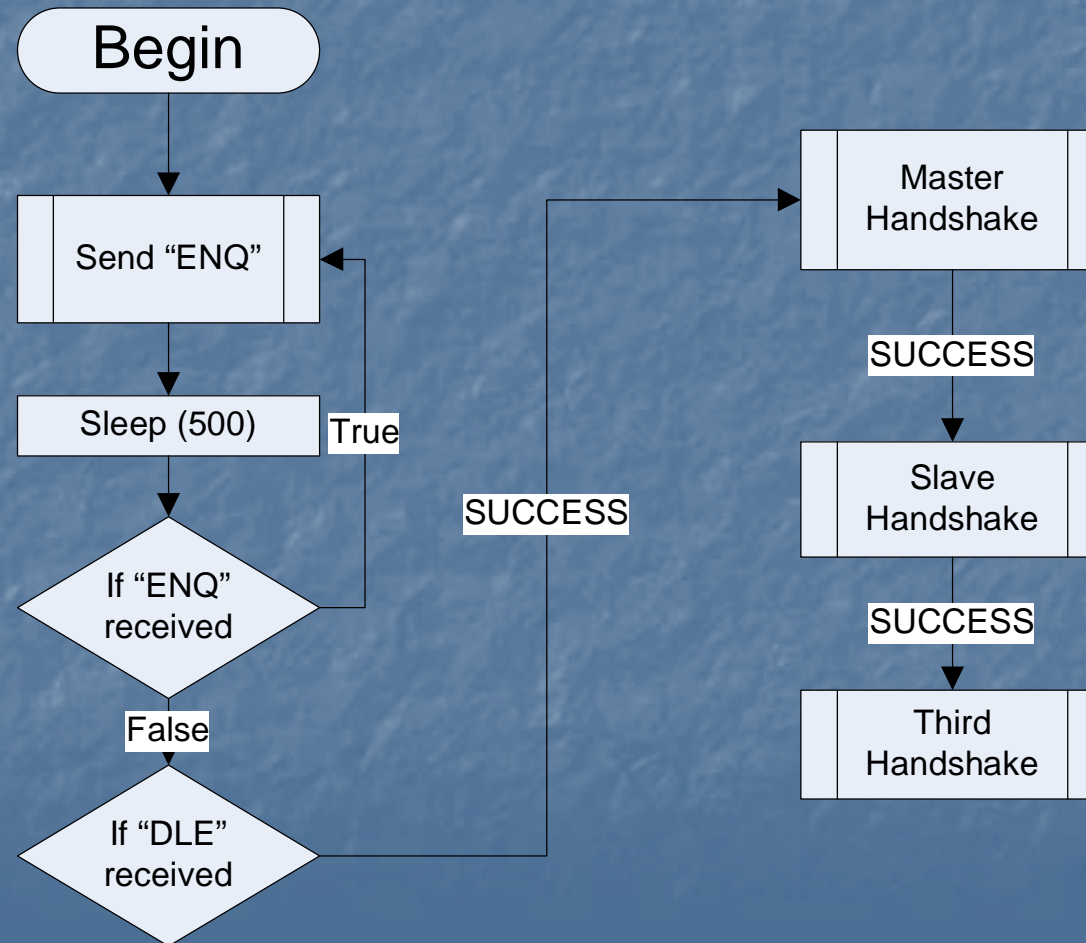 Begin
Send “ENQ”
Sleep (500)
True
If “ENQ”
received
False
If “DLE”
received
SUCCESS
Master
Handshake
SUCCESS
Slave
Handshake
SUCCESS
Third
Handshake